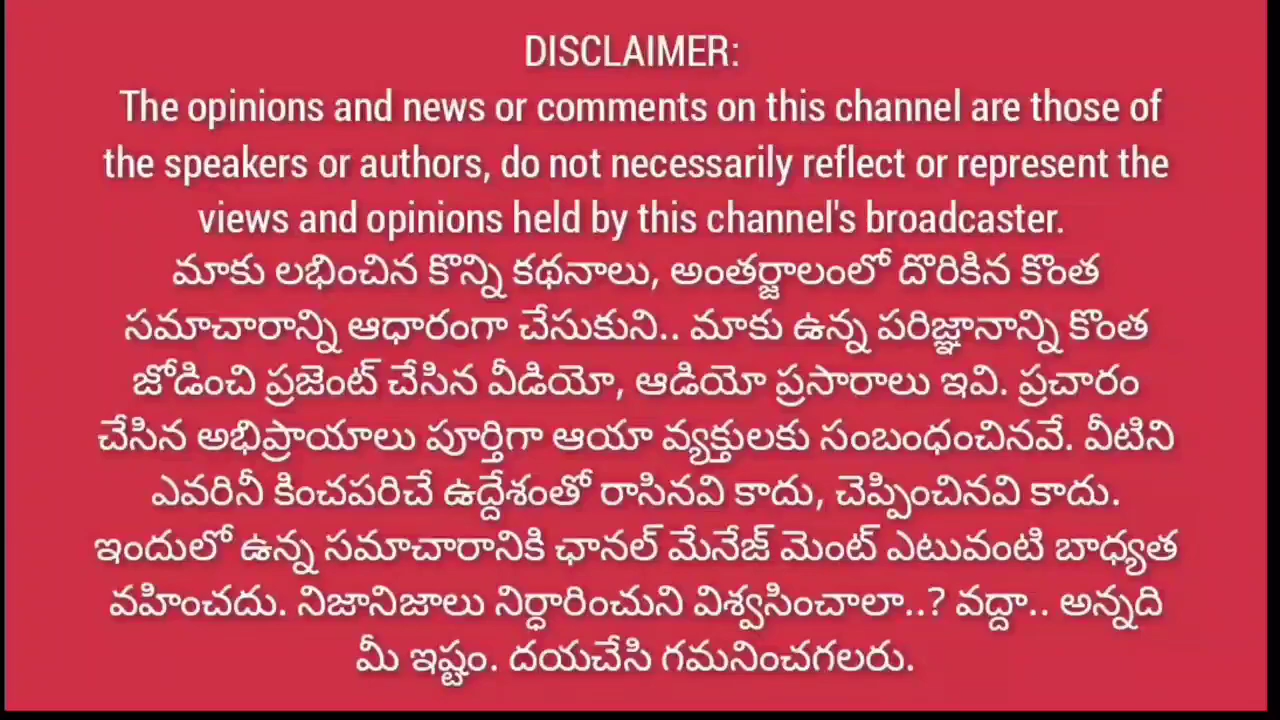 DISCLAIMER:
The opinions and news or comments on this channel are those of
the speakers or authors, do not necessarily reflect or represent the
views and opinions held by this channel's broadcaster.
మాకు లభించిన కొన్ని కథనాలు, అంతర్జాలంలో దొరికిన కొంత
సమాచారాన్ని ఆధారంగా చేసుకుని.. మాకు ఉన్న పరిజ్ఞానాన్ని కొంత
జోడించి ప్రజెంట్ చేసిన వీడియో, ఆడియో ప్రసారాలు ఇవి. ప్రచారం
చేసిన అభిప్రాయాలు పూర్తిగా ఆయా వ్యక్తులకు సంబంధంచినవే. వీటిని
ఎవరినీ కించపరిచే ఉద్దేశంతో రాసినవి కాదు, చెప్పించినవి కాదు.
ఇందులో ఉన్న సమాచారానికి ఛానల్ మేనేజ్ మెంట్ ఎటువంటి బాధ్యత
వహించదు. నిజానిజాలు నిర్ధారించుని విశ్వసించాలా..? వద్దా.. అన్నది
మీ ఇష్టం. దయచేసి గమనించగలరు.